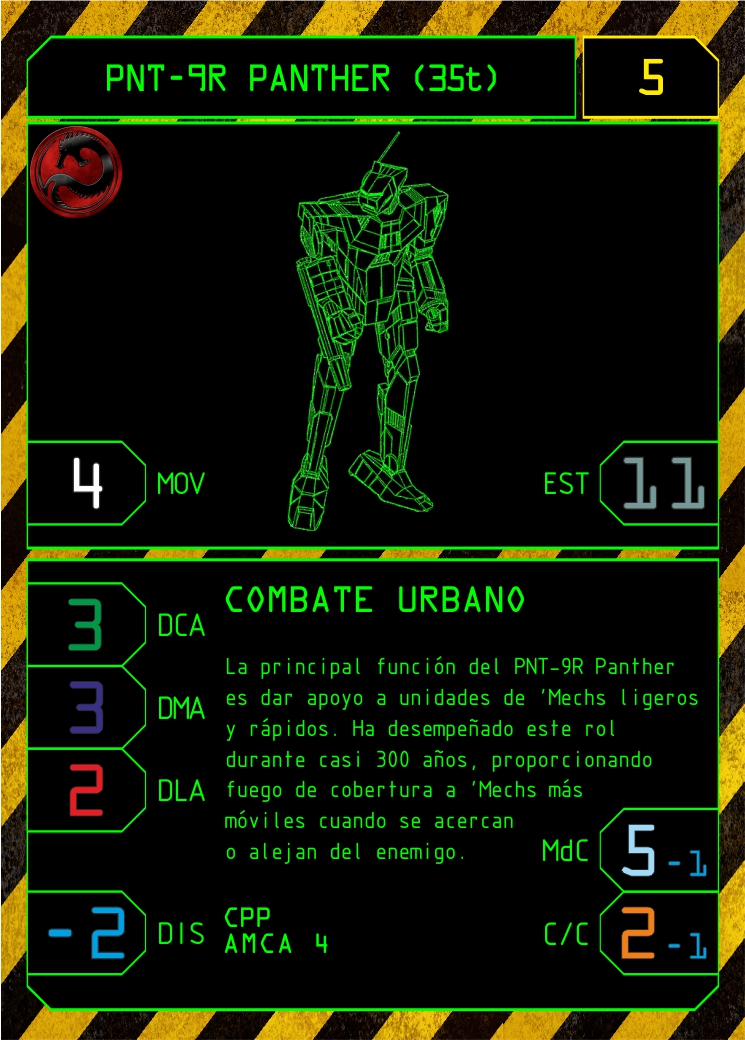 PNT-9R PANTHER (35t)
5
4 MOV
EST 11
3 DCA
3 DMA
2 DLA
COMBATE URBANO
La principal función del PNT-9R Panther
es dar apoyo a unidades de 'Mechs ligeros
y rápidos. Ha desempeñado este rol
durante casi 300 años, proporcionando
fuego de cobertura a 'Mechs más
móviles cuando se acercan
o alejan del enemigo.
MdC 5 -1
-2 DIS
CPP
AMCA 4
C/C 2 -1